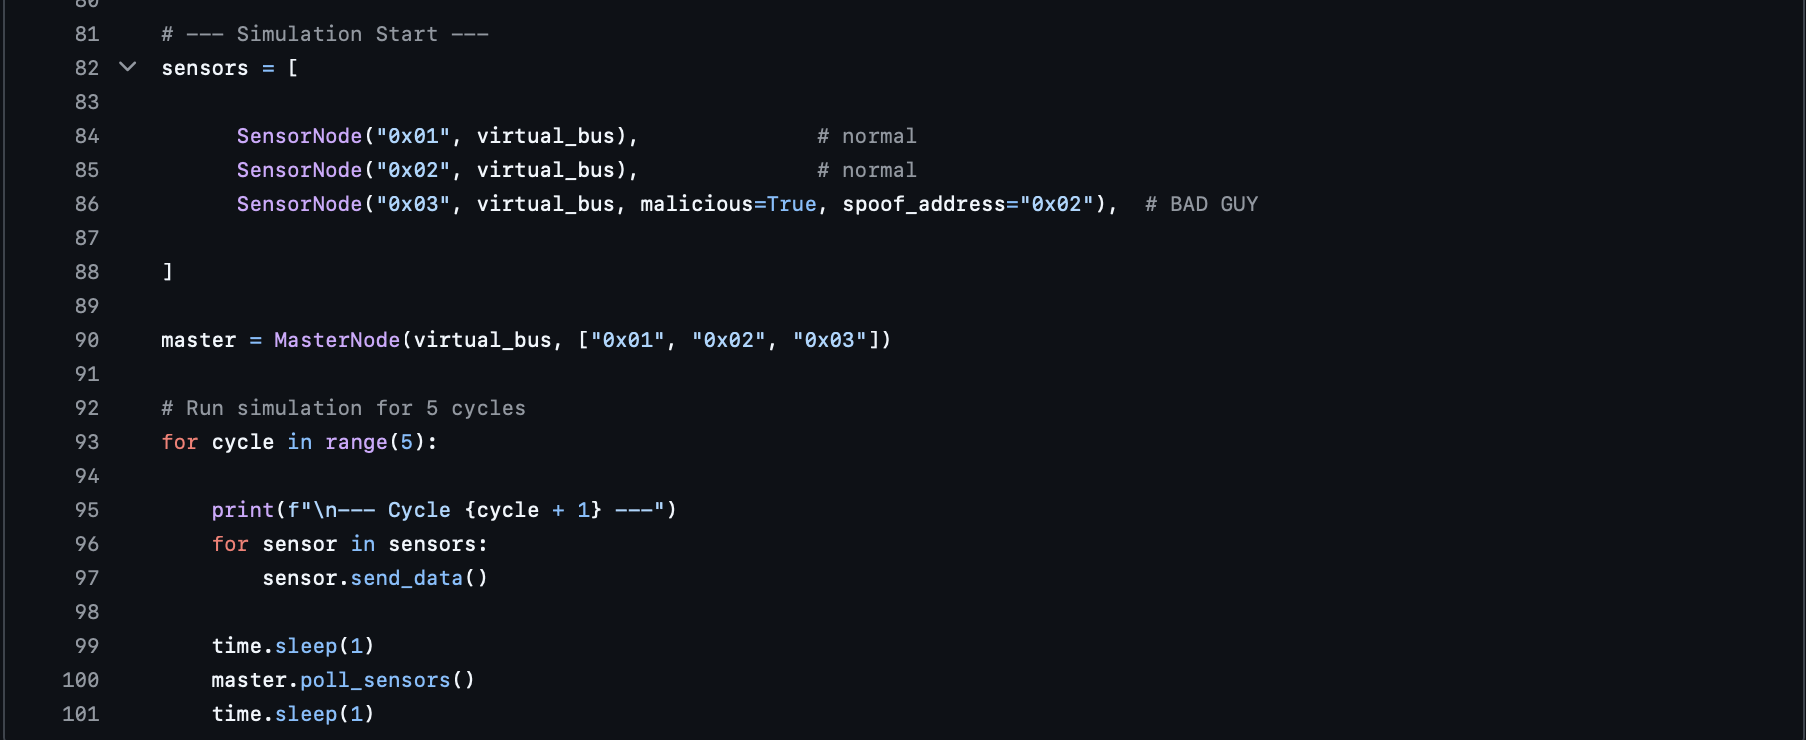 80
81 # --- Simulation Start ---
82 sensors = [
83
84 SensorNode("0x01", virtual_bus), # normal
85 SensorNode("0x02", virtual_bus), # normal
86 SensorNode("0x03", virtual_bus, malicious=True, spoof_address="0x02"), # BAD GUY
87
88 ]
89
90 master = MasterNode(virtual_bus, ["0x01", "0x02", "0x03"])
91
92 # Run simulation for 5 cycles
93 for cycle in range(5):
94
95 print(f"\n--- Cycle {cycle + 1} ---")
96 for sensor in sensors:
97 sensor.send_data()
98
99 time.sleep(1)
100 master.poll_sensors()
101 time.sleep(1)